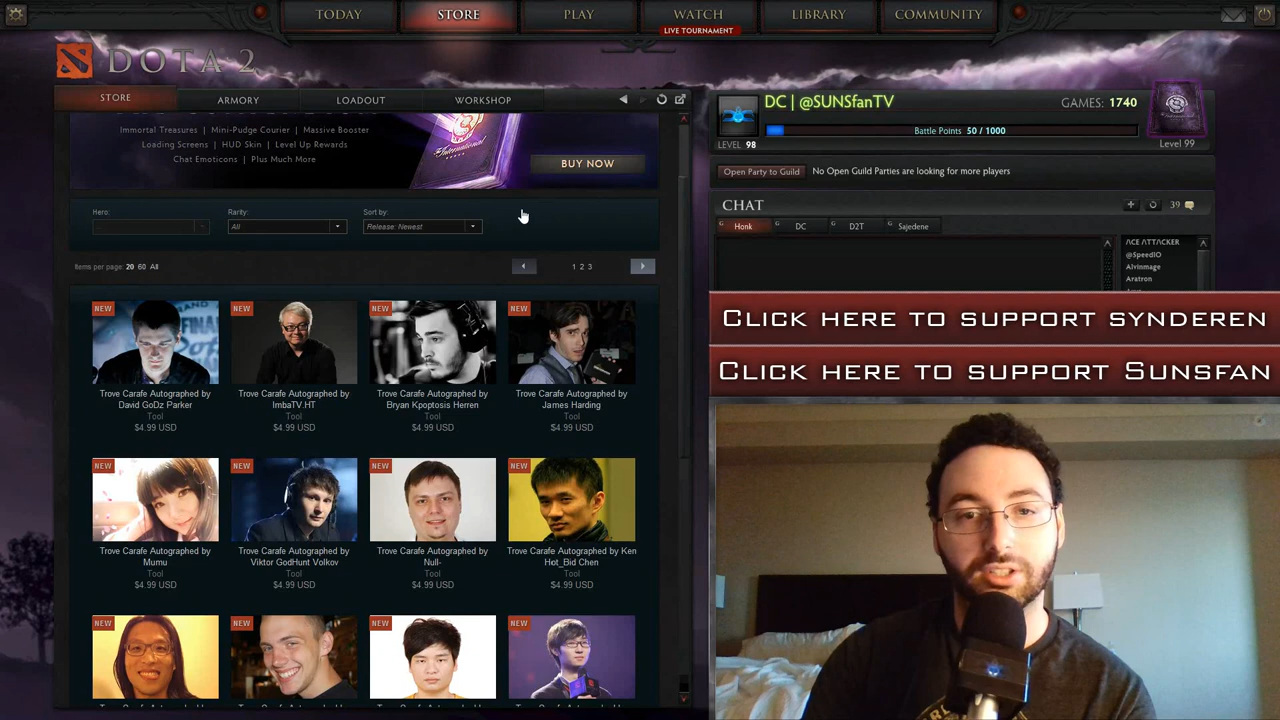 TODAY
STORE
PLAY
WATCH
LIVE TOURNAMENT
LIBRARY
COMMUNITY
DOTA 2
STORE
ARMORY
LOADOUT
WORKSHOP
Immortal Treasures | Mini-Pudge Courier | Massive Booster
Loading Screens | HUD Skin | Level Up Rewards
Chat Emoticons | Plus Much More
BUY NOW
Hero:
Rarity:
All
Sort by:
Release: Newest
Items per page: 20 60 All
1 2 3
NEW
NEW
NEW
NEW
Trove Carafe Autographed by
David GoDz Parker
Tool
$4.99 USD
Trove Carafe Autographed by
ImbaTV.HT
Tool
$4.99 USD
Trove Carafe Autographed by
Bryan Kpoptosis Herren
Tool
$4.99 USD
Trove Carafe Autographed by
James Harding
Tool
$4.99 USD
NEW
NEW
NEW
NEW
Trove Carafe Autographed by
Mumu
Tool
$4.99 USD
Trove Carafe Autographed by
Viktor GodHunt Volkov
Tool
$4.99 USD
Trove Carafe Autographed by
Null-
Tool
$4.99 USD
Trove Carafe Autographed by Ken
Hot_Bid Chen
Tool
$4.99 USD
NEW
NEW
NEW
NEW
DC | @SUNSfanTV
GAMES: 1740
Battle Points 50 / 1000
LEVEL 98
Level 99
Open Party to Guild
No Open Guild Parties are looking for more players
CHAT
39
Honk
DC
D2T
Sajedene
ACE ATTACKER
@SpeedIO
Alvinmage
Aratron
Click here to support synderen
Click here to support Sunsfan